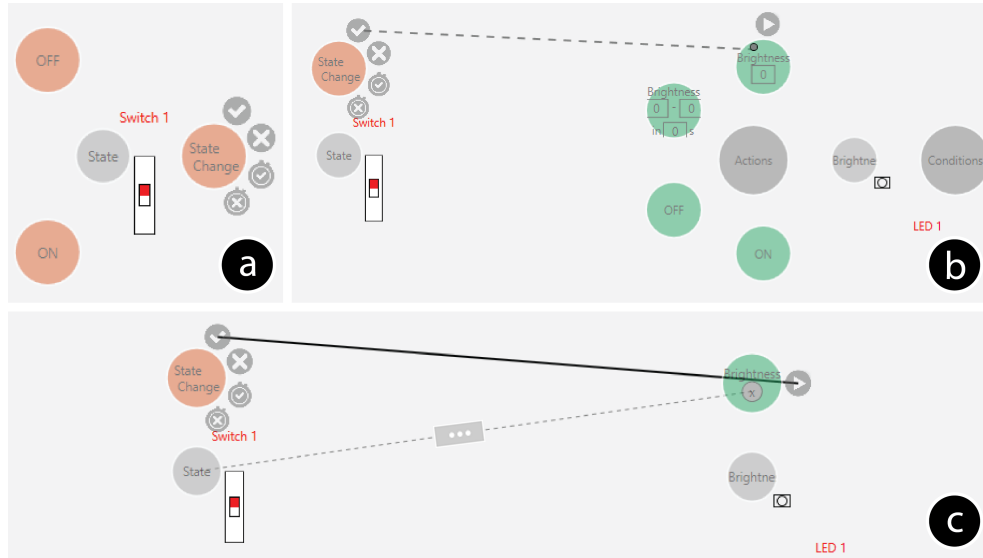 OFF
Switch 1
State
State
Change
ON
a
State
Change
Switch 1
State
Brightness
0
Brightness
0 - 0
in 0 s
Actions
Brightne
Conditions
OFF
ON
LED 1
b
State
Change
Switch 1
State
Brightness
x
Brightne
LED 1
c